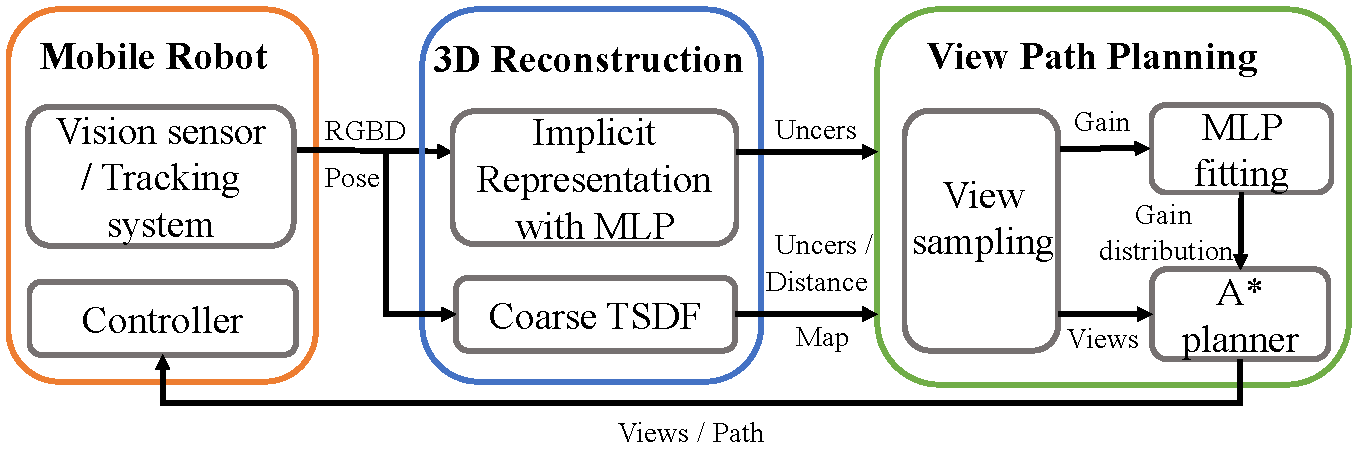 Mobile Robot
Vision sensor
/ Tracking
system
Controller
RGBD
Pose
3D Reconstruction
Implicit
Representation
with MLP
Coarse TSDF
Uncers
Uncers /
Distance
Map
View Path Planning
View
sampling
Gain
MLP
fitting
Gain
distribution
Views
A*
planner
Views / Path